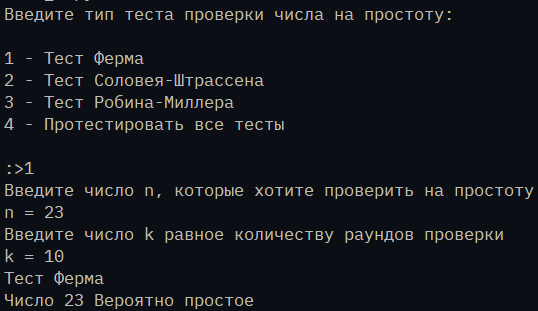 Введите тип теста проверки числа на простоту:
1 - Тест Ферма
2 - Тест Соловея-Штрассена
3 - Тест Робина-Миллера
4 - Протестировать все тесты
:>1
Введите число n, которые хотите проверить на простоту
n = 23
Введите число k равное количеству раундов проверки
k = 10
Тест Ферма
Число 23 Вероятно простое